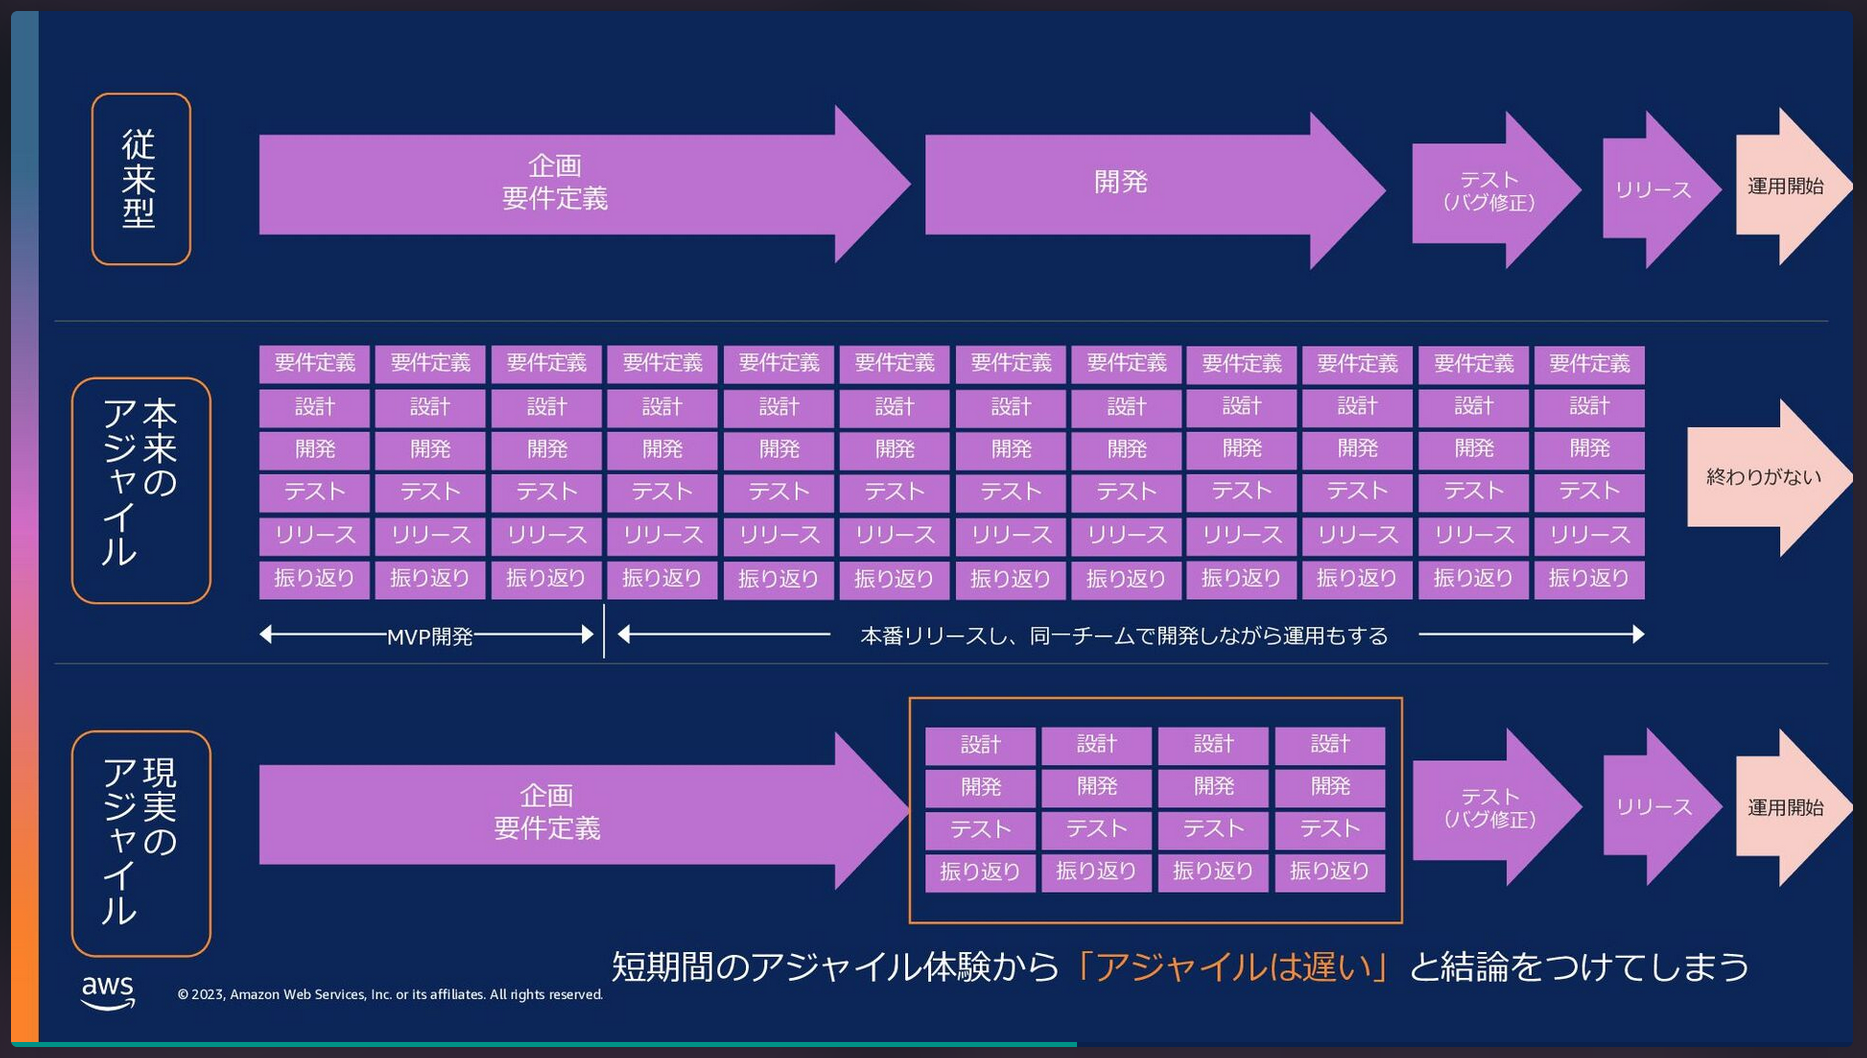 従来型
企画
要件定義
開発
テスト
(バグ修正)
リリース
運用開始
本来の
アジャイル
要件定義 要件定義 要件定義 要件定義 要件定義 要件定義 要件定義 要件定義 要件定義 要件定義 要件定義 要件定義
設計 設計 設計 設計 設計 設計 設計 設計 設計 設計 設計 設計
開発 開発 開発 開発 開発 開発 開発 開発 開発 開発 開発 開発
テスト テスト テスト テスト テスト テスト テスト テスト テスト テスト テスト テスト
リリース リリース リリース リリース リリース リリース リリース リリース リリース リリース リリース リリース
振り返り 振り返り 振り返り 振り返り 振り返り 振り返り 振り返り 振り返り 振り返り 振り返り 振り返り 振り返り
終わりがない
MVP開発
本番リリースし、同一チームで開発しながら運用もする
現実の
アジャイル
企画
要件定義
設計 設計 設計 設計
開発 開発 開発 開発
テスト テスト テスト テスト
振り返り 振り返り 振り返り 振り返り
テスト
(バグ修正)
リリース
運用開始
短期間のアジャイル体験から「アジャイルは遅い」と結論をつけてしまう
aws
© 2023, Amazon Web Services, Inc. or its affiliates. All rights reserved.